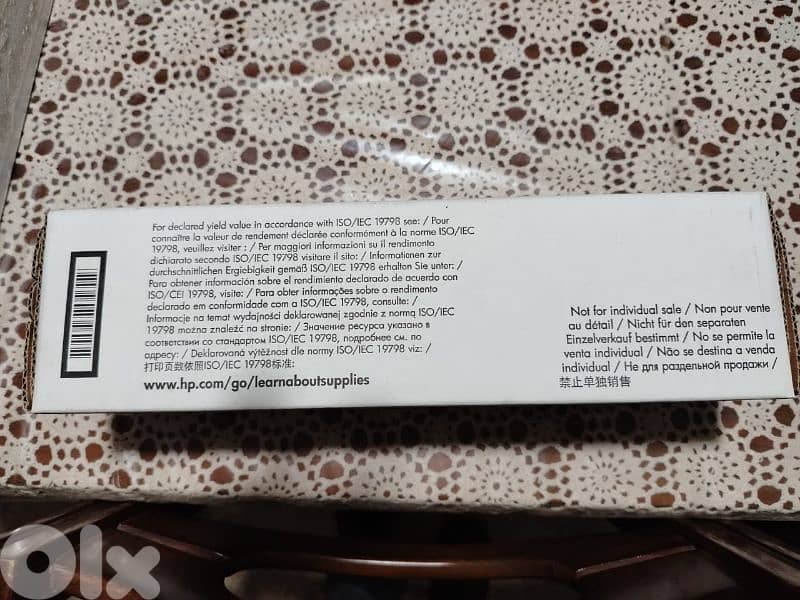 For declared yield value in accordance with ISO/IEC 19798 see: / Pour
connaître la valeur de rendement déclarée conformément à la norme ISO/IEC
19798, veuillez visiter : / Per maggiori informazioni su il rendimento
dichiarato secondo ISO/IEC 19798 visitare il sito: / Informationen zur
durchschnittlichen Ergiebigkeit gemäß ISO/IEC 19798 erhalten Sie unter: /
Para obtener información sobre el rendimiento declarado de acuerdo con
ISO/CEI 19798, visite: / Para obter informações sobre o rendimento
declarado em conformidade com a ISO/IEC 19798, consulte: /
Informacje na temat wydajności deklarowanej zgodnie z normą ISO/IEC
19798 można znaleźć na stronie: / Значение ресурса указано в
соответствии со стандартом ISO/IEC 19798, подробнее см. по
адресу: / Deklarovaná výtěžnost dle normy ISO/IEC 19798 viz: /
打印页数依照ISO/IEC 19798标准:
www.hp.com/go/learnaboutsupplies
Not for individual sale / Non pour vente
au détail / Nicht für den separaten
Einzelverkauf bestimmt / No se permite la
venta individual / Não se destina a venda
individual / Не для раздельной продажи /
禁止单独销售
Olx